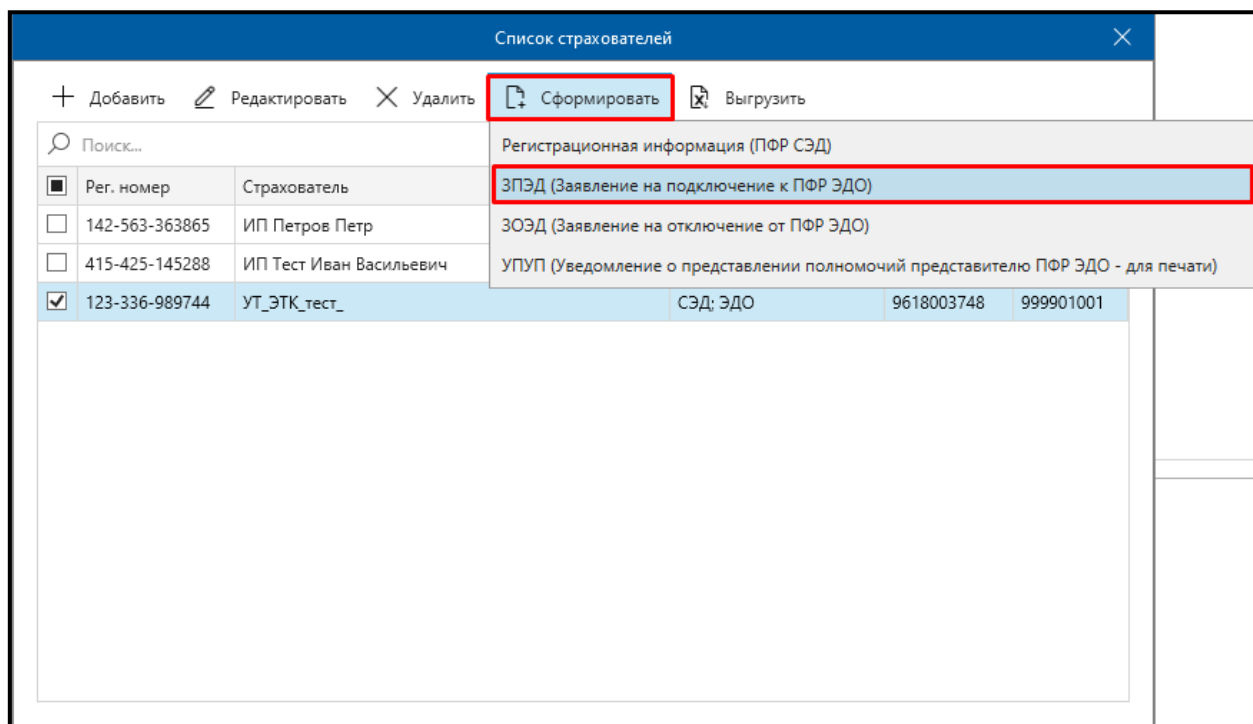 Список страхователей
Добавить Редактировать Удалить Сформировать Выгрузить
Поиск...
Регистрационная информация (ПФР СЭД)
Рег. номер Страхователь
ЗПЭД (Заявление на подключение к ПФР ЭДО)
142-563-363865 ИП Петров Петр
ЗОЭД (Заявление на отключение от ПФР ЭДО)
415-425-145288 ИП Тест Иван Васильевич
УПУП (Уведомление о представлении полномочий представителю ПФР ЭДО - для печати)
123-336-989744 УТ_ЭТК_тест_ СЭД; ЭДО 9618003748 999901001